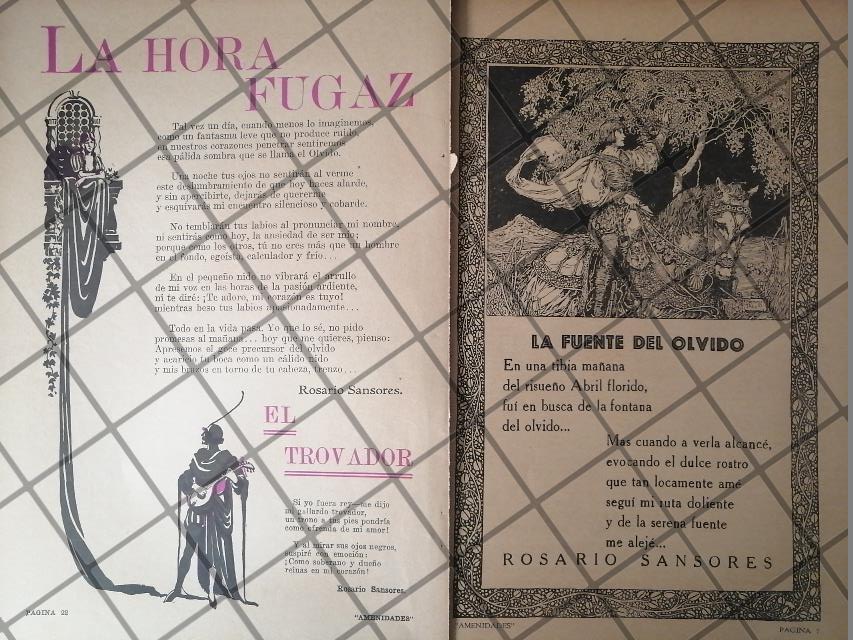 LA HORA
FUGAZ
Tal vez un día, cuando menos lo imaginemos,
como un fantasma leve que no produce ruido,
en nuestros corazones penetrar sentiremos
esa pálida sombra que se llama el Olvido.
Una noche tus ojos no sentirán al verme
este deslumbramiento de que hoy haces alarde,
y sin apercibirte, dejarás de quererme
y esquivarás mi encuentro silencioso y cobarde.
No temblarán tus labios al pronunciar mi nombre,
ni sentirás como hoy, la ansiedad de ser mío;
porque como los otros, tú no eres más que un hombre
en el fondo, egoísta, calculador y frío...
En el pequeño nido no vibrará el arrullo
de mi voz en las horas de la pasión ardiente,
ni te diré: ¡Te adoro, mi corazón es tuyo!
mientras beso tus labios apasionadamente...
Todo en la vida pasa. Yo que lo sé, no pido
promesas al mañana... hoy que me quieres, pienso:
Apresemos el goce precursor del olvido
y acaricio tu boca como un cálido nido
y mis brazos en torno de tu cabeza, trenzo...
Rosario Sansores.
EL
TROVADOR
Si yo fuera rey—me dijo
mi gallardo trovador,
un trono a tus pies pondría
como ofrenda de mi amor!
Y al mirar sus ojos negros,
suspiré con emoción:
¡Como soberano y dueño
reinas en mi corazón!
Rosario Sansores.
PAGINA 22
"AMENIDADES"
LA FUENTE DEL OLVIDO
En una tibia mañana
del risueño Abril florido,
fuí en busca de la fontana
del olvido...
Mas cuando a verla alcancé,
evocando el dulce rostro
que tan locamente amé
seguí mi ruta doliente
y de la serena fuente
me alejé...
ROSARIO SANSORES
"AMENIDADES"
PAGINA